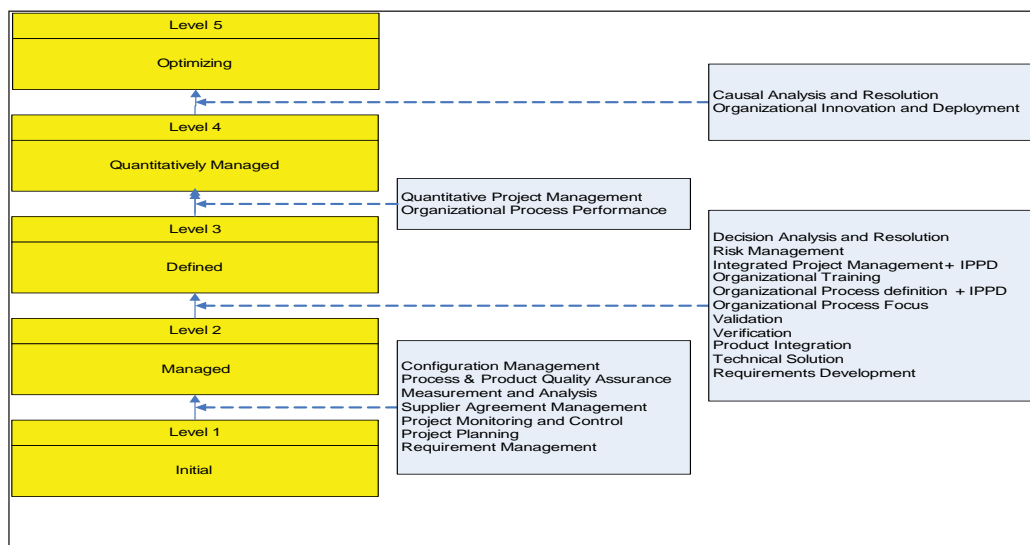 Level 5
Optimizing
Causal Analysis and Resolution
Organizational Innovation and Deployment
Level 4
Quantitatively Managed
Quantitative Project Management
Organizational Process Performance
Level 3
Defined
Decision Analysis and Resolution
Risk Management
Integrated Project Management+ IPPD
Organizational Training
Organizational Process definition + IPPD
Organizational Process Focus
Validation
Verification
Product Integration
Technical Solution
Requirements Development
Level 2
Managed
Configuration Management
Process & Product Quality Assurance
Measurement and Analysis
Supplier Agreement Management
Project Monitoring and Control
Project Planning
Requirement Management
Level 1
Initial